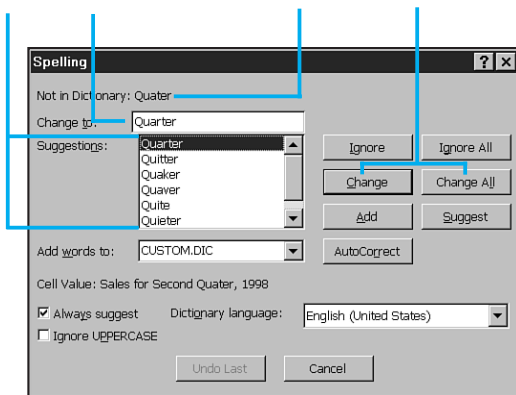 Spelling
Not in Dictionary: Quater
Change to: Quarter
Suggestions:
Quarter
Quitter
Quaker
Quaver
Quite
Quieter
Ignore Ignore All
Change Change All
Add Suggest
Add words to: CUSTOM.DIC AutoCorrect
Cell Value: Sales for Second Quater, 1998
Always suggest Dictionary language: English (United States)
Ignore UPPERCASE
Undo Last Cancel